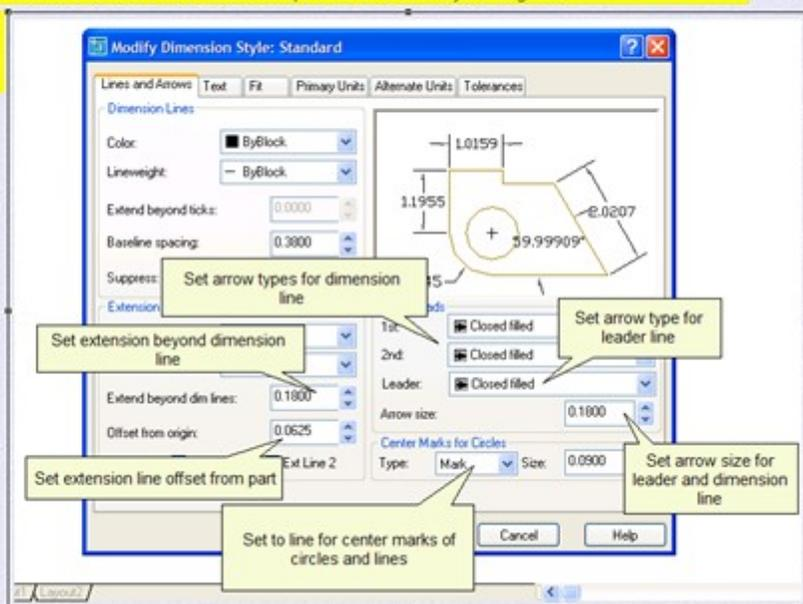 Modify Dimension Style: Standard
Lines and Arrows Text Fit Primary Units Alternate Units Tolerances
Dimension Lines
Color: ByBlock
Lineweight: ByBlock
Extend beyond ticks: 0.0000
Baseline spacing: 0.3800
Suppress:
1.0159
1.1955
2.0207
59.99909°
Set arrow types for dimension
line
Extension
Set extension beyond dimension
line
Extend beyond dim lines: 0.1800
Offset from origin: 0.0625
Ext Line 2
Set extension line offset from part
1st: Closed filled
2nd: Closed filled
Leader: Closed filled
Arrow size: 0.1800
Set arrow type for
leader line
Center Marks for Circles
Type: Mark Size: 0.0900
Set arrow size for
leader and dimension
line
Set to line for center marks of
circles and lines
Cancel Help
Layout2